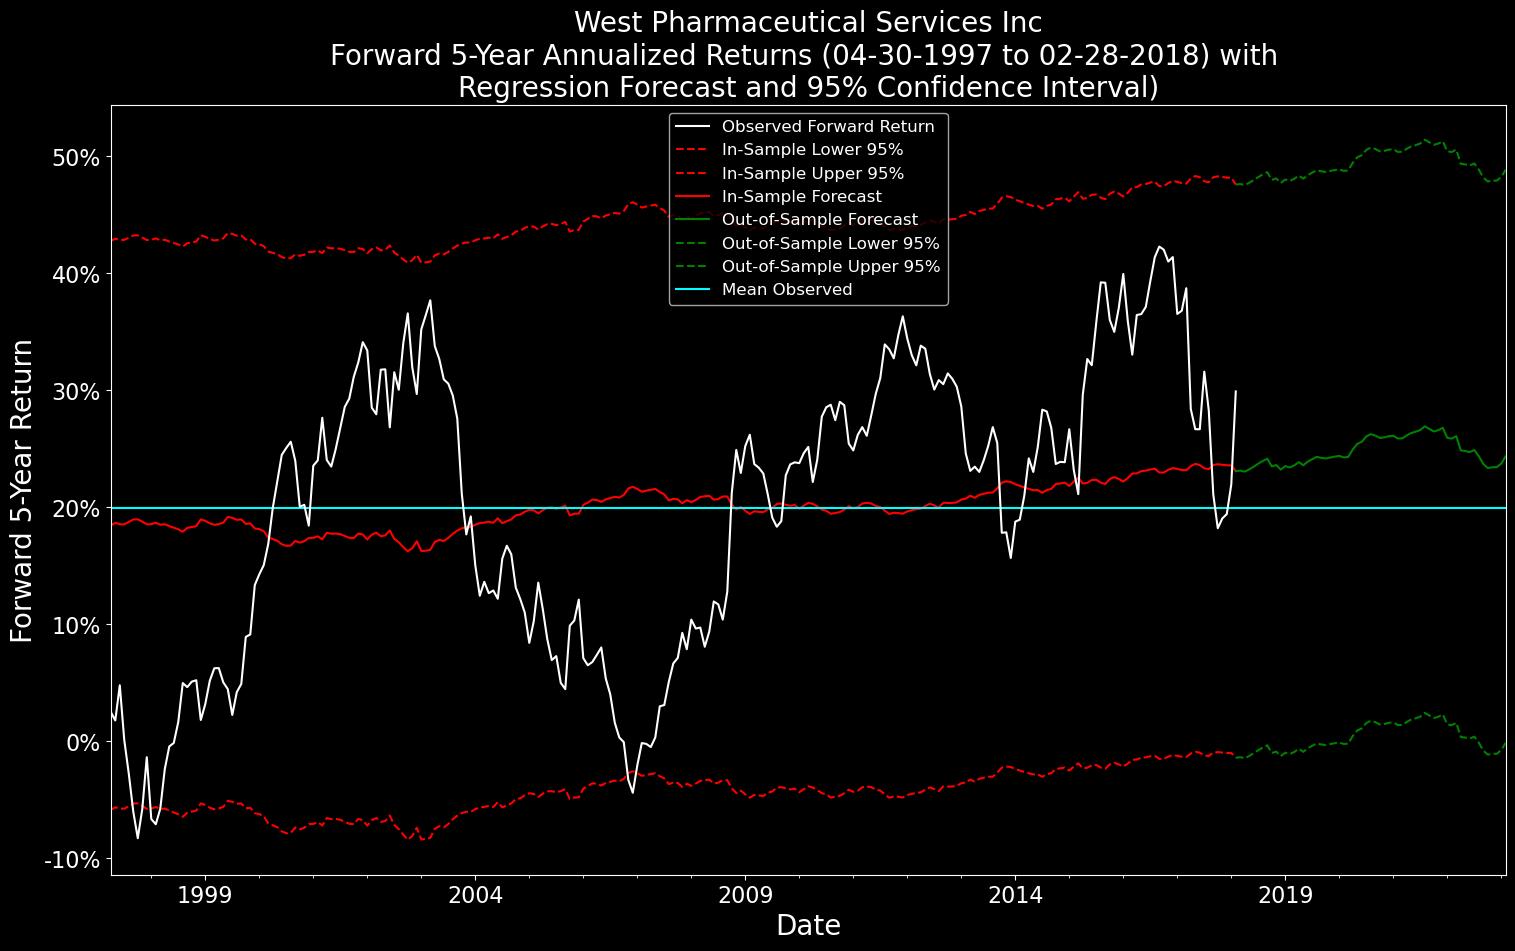 West Pharmaceutical Services Inc
Forward 5-Year Annualized Returns (04-30-1997 to 02-28-2018) with
Regression Forecast and 95% Confidence Interval)
Observed Forward Return
In-Sample Lower 95%
In-Sample Upper 95%
In-Sample Forecast
Out-of-Sample Forecast
Out-of-Sample Lower 95%
Out-of-Sample Upper 95%
Mean Observed
Forward 5-Year Return
50%
40%
30%
20%
10%
0%
-10%
1999
2004
2009
2014
2019
Date